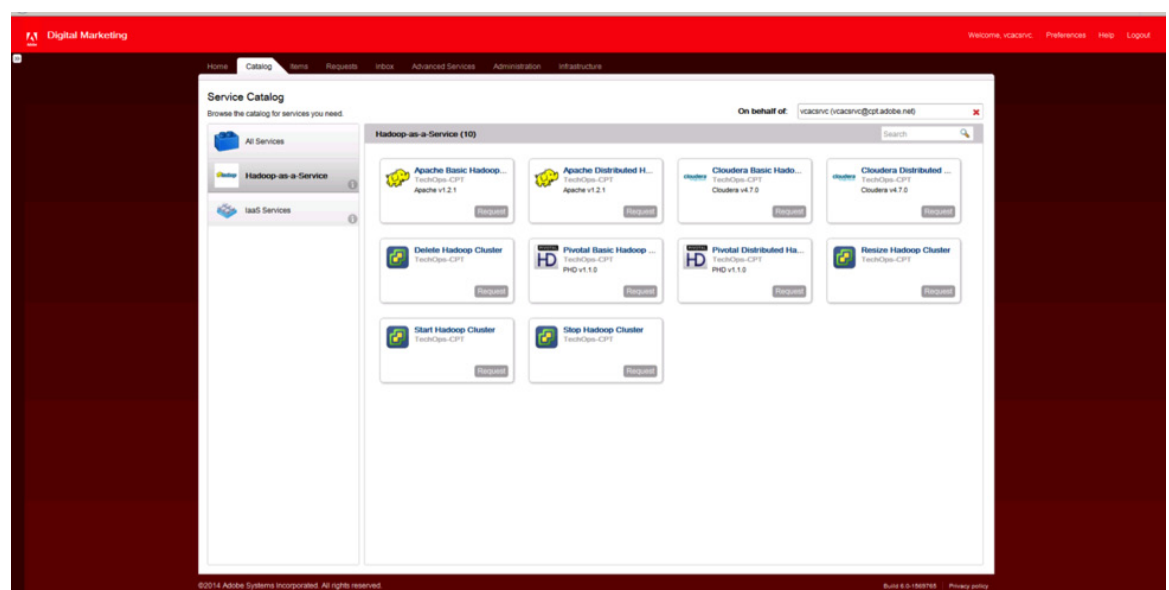 Digital Marketing
Welcome, vcacsrvc. Preferences Help Logout
Home Catalog Items Requests Inbox Advanced Services Administration Infrastructure
Service Catalog
Browse the catalog for services you need.
On behalf of: vcacsrvc (vcacsrvc@cpt.adobe.net)
All Services
Hadoop-as-a-Service
IaaS Services
Hadoop-as-a-Service (10)
Search
Apache Basic Hadoop...
TechOps-CPT
Apache v1.2.1
Request
Apache Distributed H...
TechOps-CPT
Apache v1.2.1
Request
Cloudera Basic Hado...
TechOps-CPT
Cloudera v4.7.0
Request
Cloudera Distributed ...
TechOps-CPT
Cloudera v4.7.0
Request
Delete Hadoop Cluster
TechOps-CPT
Request
HD
Pivotal Basic Hadoop ...
TechOps-CPT
PHD v1.1.0
Request
HD
Pivotal Distributed Ha...
TechOps-CPT
PHD v1.1.0
Request
Resize Hadoop Cluster
TechOps-CPT
Request
Start Hadoop Cluster
TechOps-CPT
Request
Stop Hadoop Cluster
TechOps-CPT
Request
©2014 Adobe Systems Incorporated. All rights reserved.
Build 6.0-1569765 Privacy policy